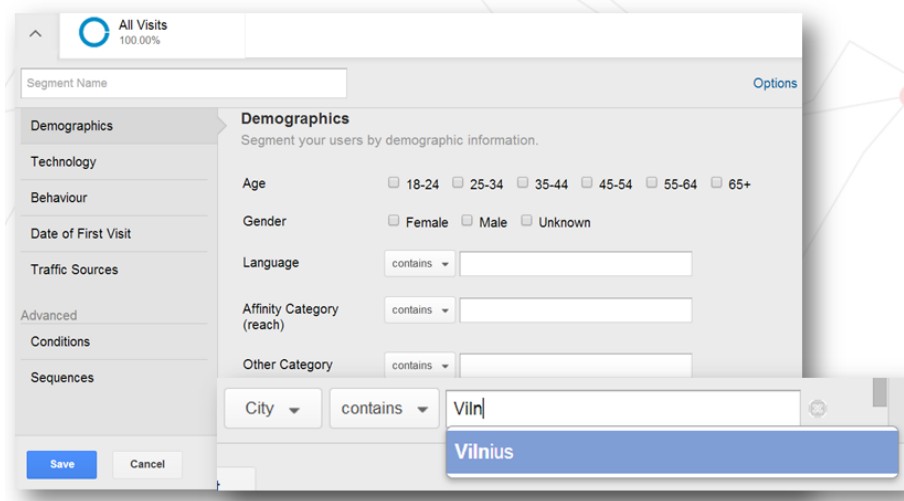 All Visits
100.00%
Segment Name
Options
Demographics
Technology
Behaviour
Date of First Visit
Traffic Sources
Advanced
Conditions
Sequences
Save
Cancel
Demographics
Segment your users by demographic information.
Age 18-24 25-34 35-44 45-54 55-64 65+
Gender Female Male Unknown
Language contains
Affinity Category contains
(reach)
Other Category contains
City contains Viln
Vilnius